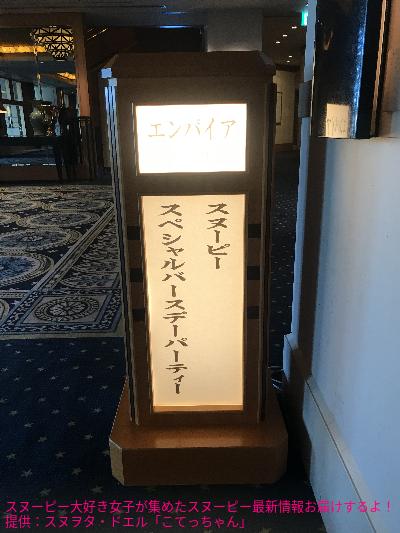 エンパイア
スヌーピー
スペシャルバースデーパーティー
スヌーピー大好き女子が集めたスヌーピー最新情報お届けするよ！
提供：スヌヲタ・ドエル「こてっちゃん」